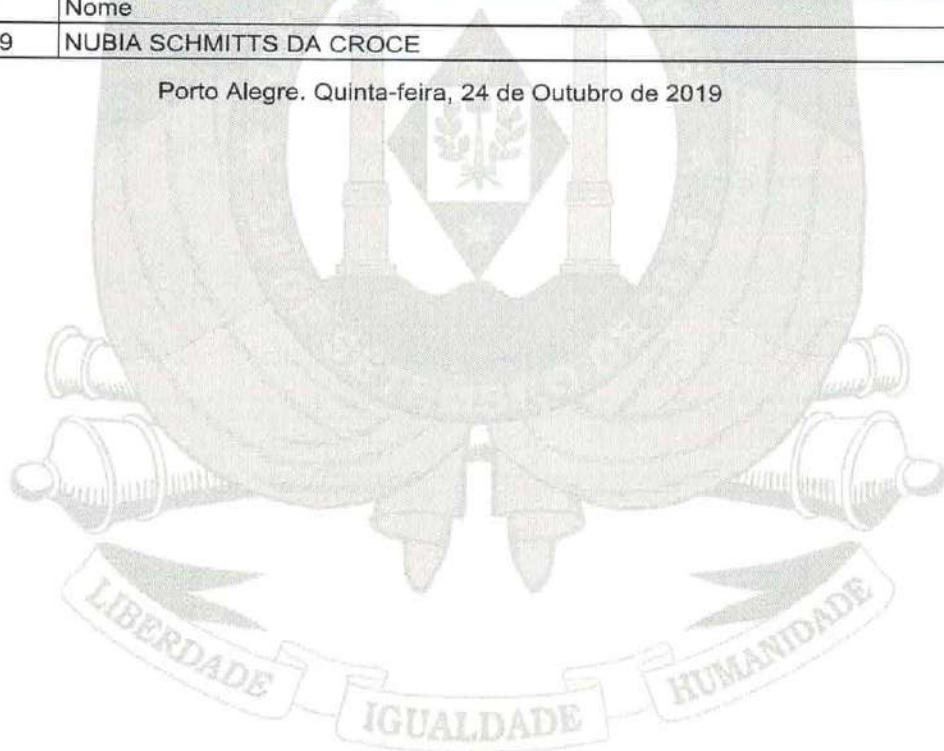 Nome
9 NUBIA SCHMITTS DA CROCE
Porto Alegre. Quinta-feira, 24 de Outubro de 2019
LIBERDADE
IGUALDADE
HUMANIDADE